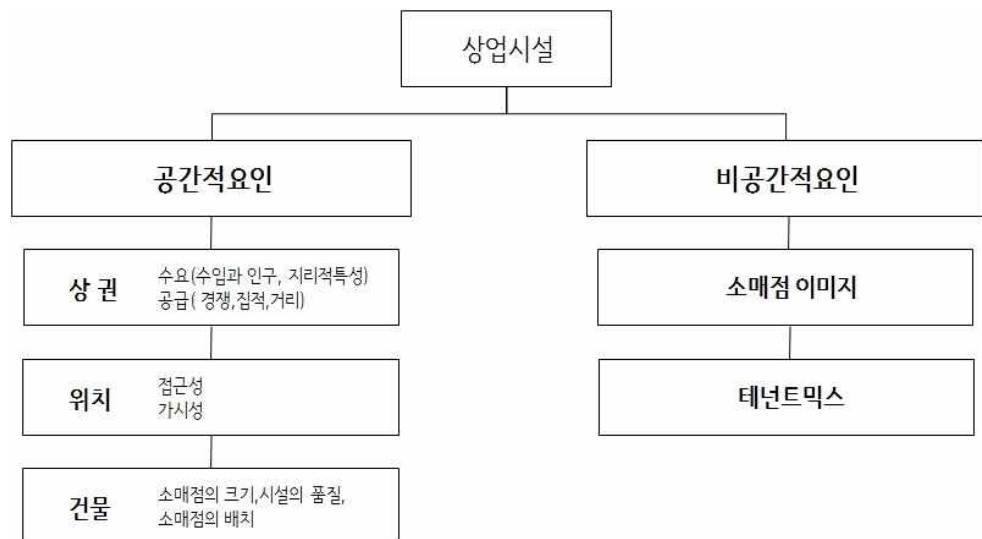 상업시설
공간적요인
비공간적요인
상 권
수요(수입과 인구, 지리적특성)
공급( 경쟁,집적,거리)
소매점 이미지
위치
접근성
가시성
테넌트믹스
건물
소매점의 크기,시설의 품질,
소매점의 배치